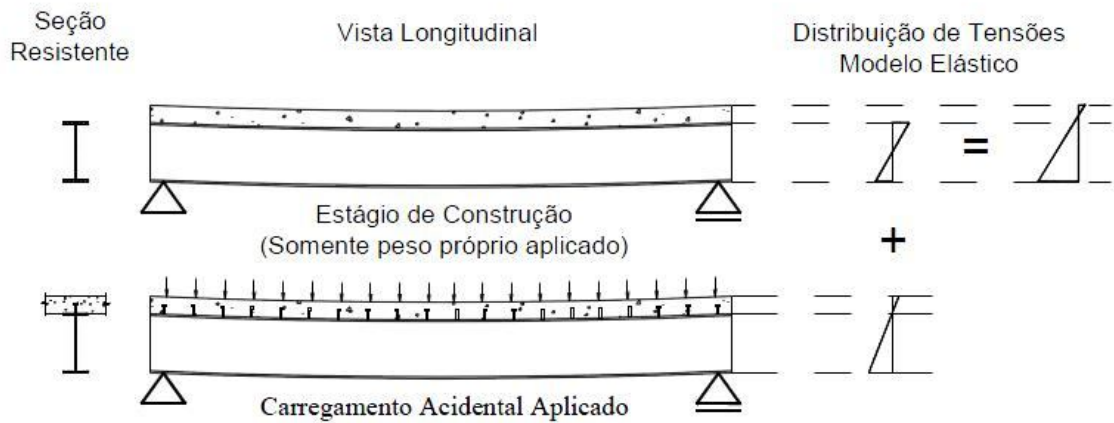 Seção
Resistente
Vista Longitudinal
Distribuição de Tensões
Modelo Elástico
=
Estágio de Construção
(Somente peso próprio aplicado)
+
Carregamento Acidental Aplicado